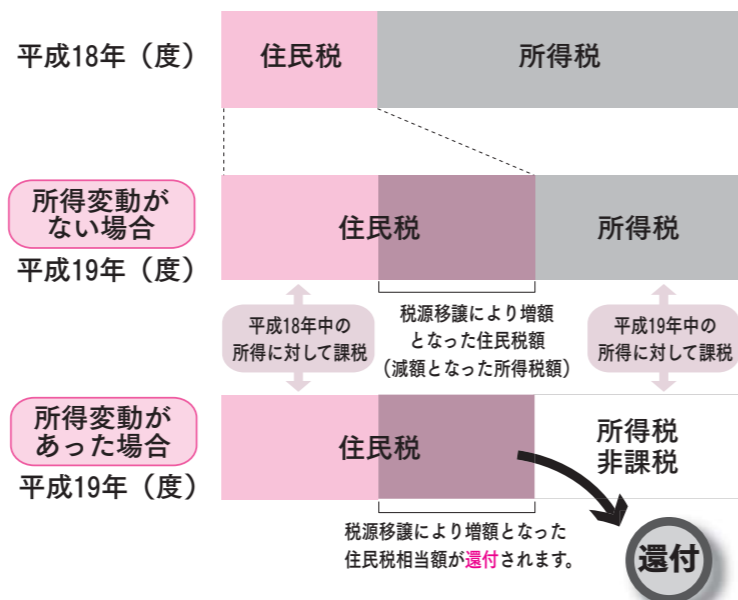 平成18年（度）
住民税
所得税
所得変動が
ない場合
平成19年（度）
住民税
所得税
平成18年中の
所得に対して課税
税源移譲により増額
となった住民税額
（減額となった所得税額）
平成19年中の
所得に対して課税
所得変動が
あった場合
平成19年（度）
住民税
所得税
非課税
税源移譲により増額となった
住民税相当額が還付されます。
還付